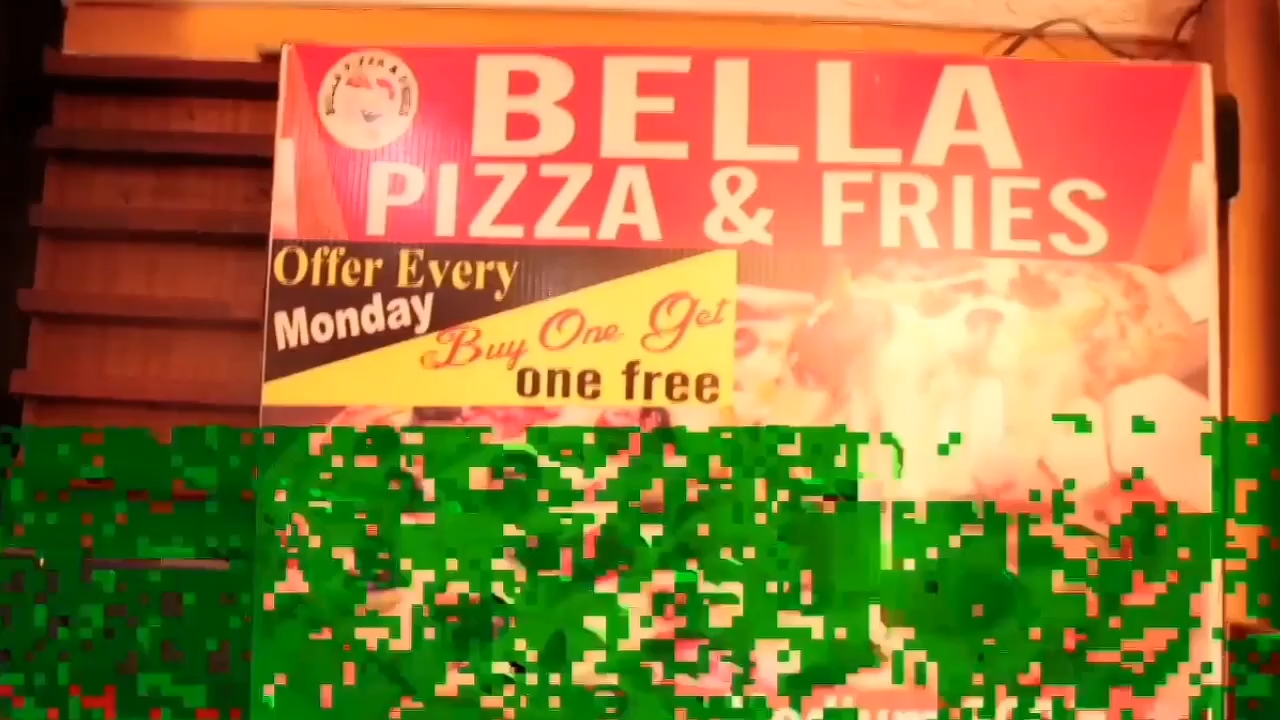 BELLA
PIZZA & FRIES
Offer Every
Monday
Buy One Get
one free